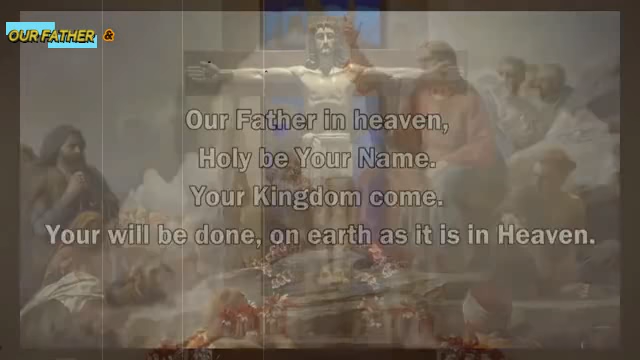 OUR FATHER &
Our Father in heaven,
Holy be Your Name.
Your Kingdom come.
Your will be done, on earth as it is in Heaven.